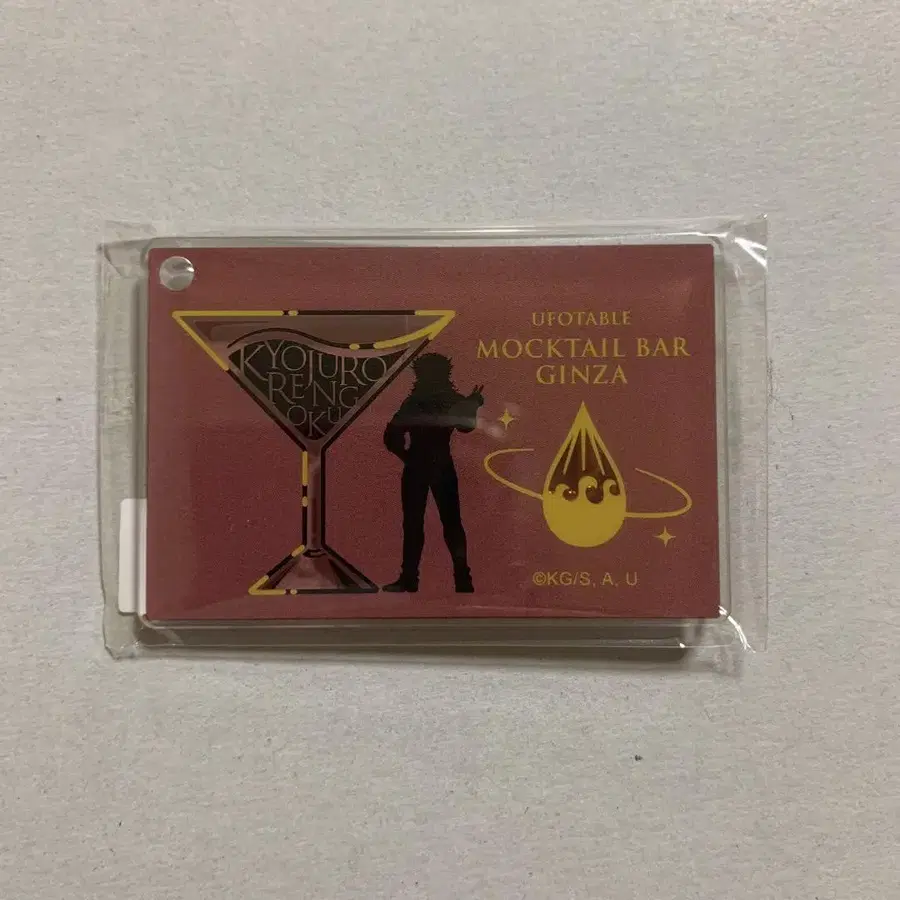 KYOJURO
RENG
OKU
UFOTABLE
MOCKTAIL BAR
GINZA
©KG/S, A, U